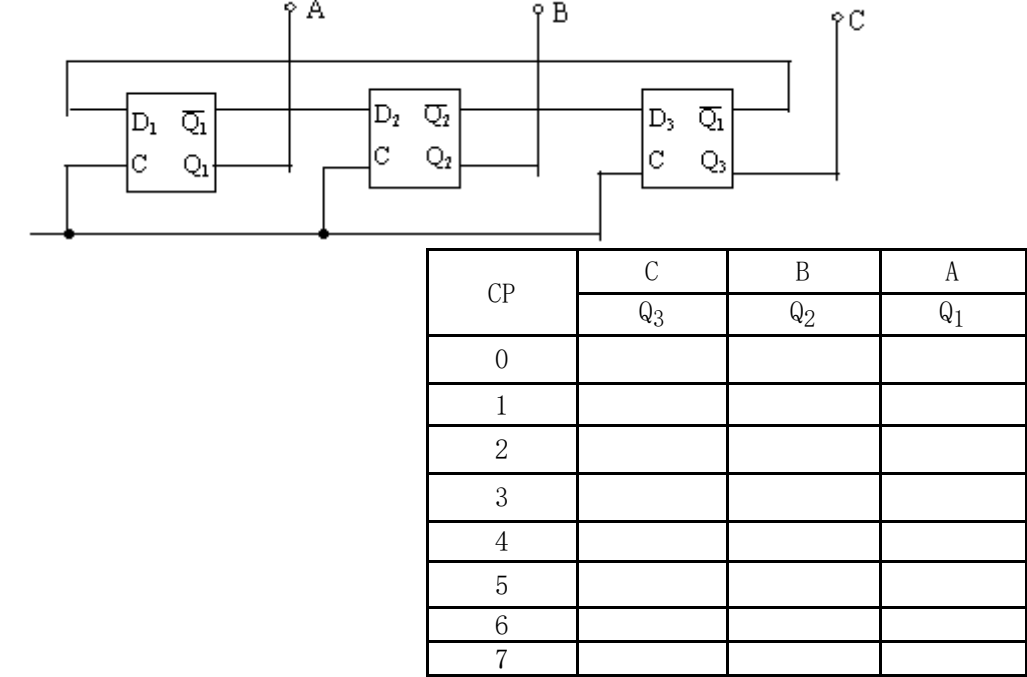 A
B
C
D₁ Q̅₁
C Q₁
D₂ Q̅₂
C Q₂
D₃ Q̅₁
C Q₃
CP C B A
Q₃ Q₂ Q₁
0
1
2
3
4
5
6
7